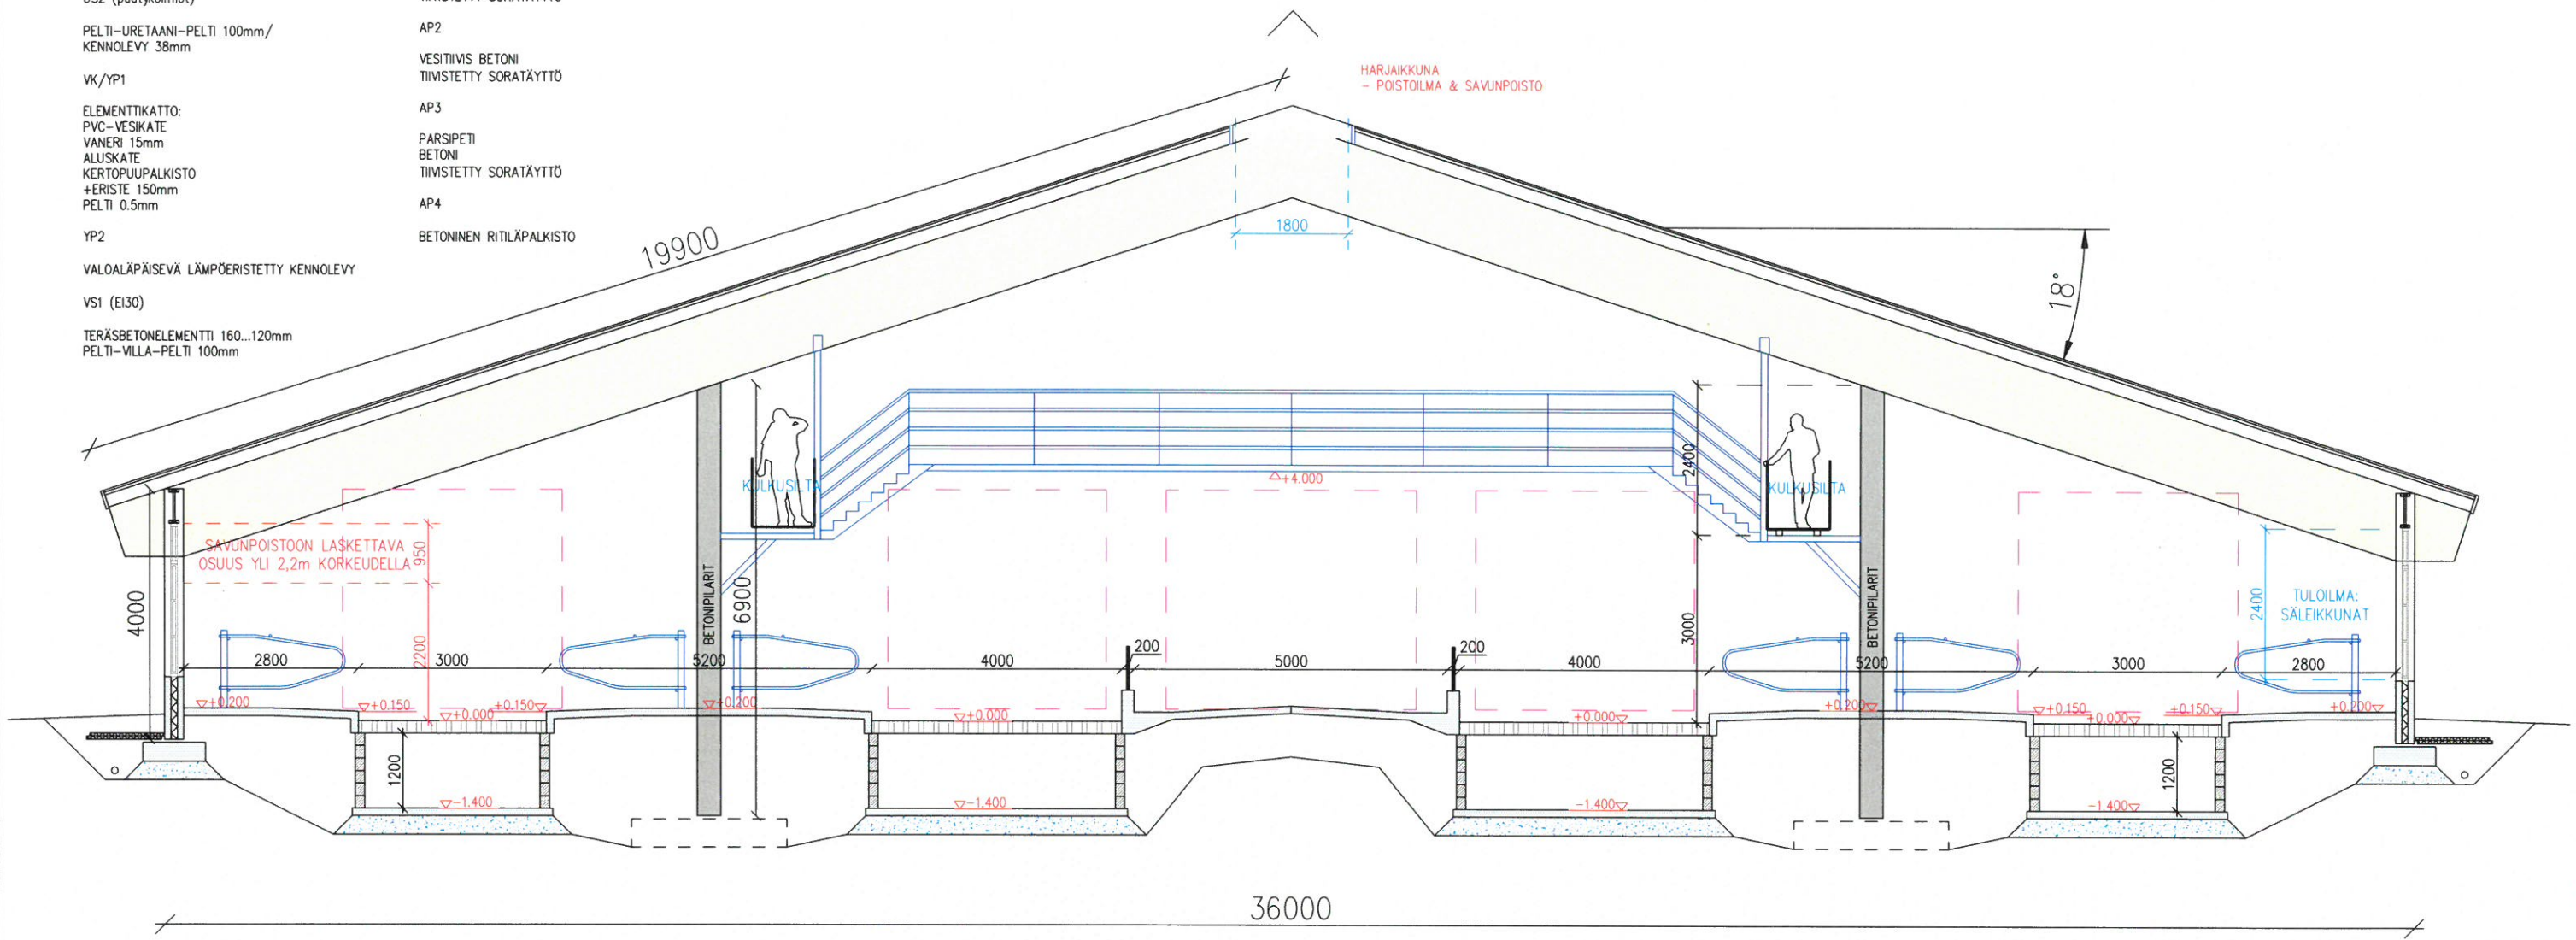 PELTI-URETAANI-PELTI 100mm/
KENNOLEVY 38mm
VK/YP1
ELEMENTTIKATTO:
PVC-VESIKATE
VANERI 15mm
ALUSKATE
KERTOPUUPALKISTO
+ERISTE 150mm
PELTI 0.5mm
YP2
VALOALÄPÄISEVÄ LÄMPÖERISTETTY KENNOLEVY
VS1 (EI30)
TERÄSBETONELEMENTTI 160...120mm
PELTI-VILLA-PELTI 100mm
AP2
VESITIIVIS BETONI
TIIVISTETTY SORATÄYTTÖ
AP3
PARSIPETI
BETONI
TIIVISTETTY SORATÄYTTÖ
AP4
BETONINEN RITILÄPALKISTO
HARJAIKKUNA
- POISTOILMA & SAVUNPOISTO
19900
1800
18°
KULKUSILTA
+4.000
2400
KULKUSILTA
SAVUNPOISTOON LASKETTAVA
OSUUS YLI 2,2m KORKEUDELLA
950
4000
2200
BETONIPILARIT
6900
3000
BETONIPILARIT
2400
TULOILMA:
SÄLEIKKUNAT
2800
3000
5200
4000
200
5000
200
4000
5200
3000
2800
+0.200
+0.150
+0.000
+0.150
+0.200
+0.000
+0.000
+0.200
+0.150
+0.000
+0.150
+0.200
1200
-1.400
-1.400
-1.400
-1.400
1200
36000